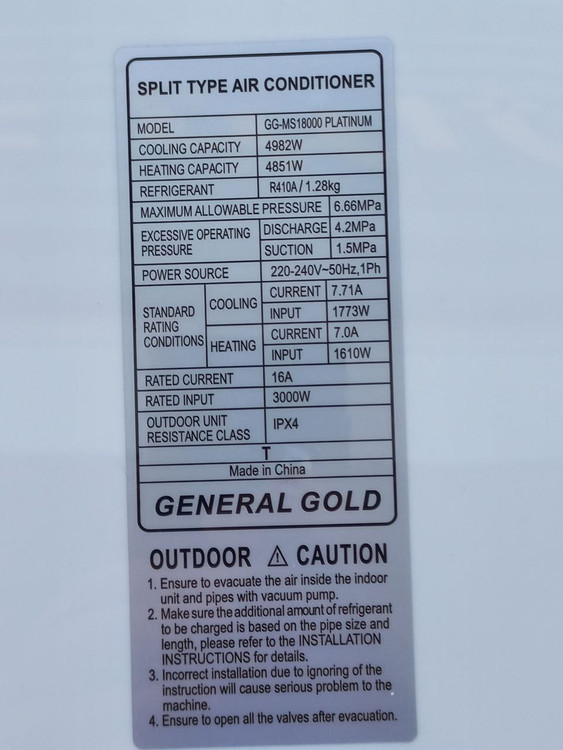 SPLIT TYPE AIR CONDITIONER
MODEL GG-MS18000 PLATINUM
COOLING CAPACITY 4982W
HEATING CAPACITY 4851W
REFRIGERANT R410A / 1.28kg
MAXIMUM ALLOWABLE PRESSURE 6.66MPa
EXCESSIVE OPERATING PRESSURE DISCHARGE 4.2MPa
SUCTION 1.5MPa
POWER SOURCE 220-240V~50Hz,1Ph
STANDARD RATING CONDITIONS COOLING CURRENT 7.71A
INPUT 1773W
HEATING CURRENT 7.0A
INPUT 1610W
RATED CURRENT 16A
RATED INPUT 3000W
OUTDOOR UNIT RESISTANCE CLASS IPX4
T
Made in China
GENERAL GOLD
OUTDOOR ⚠ CAUTION
1. Ensure to evacuate the air inside the indoor
unit and pipes with vacuum pump.
2. Make sure the additional amount of refrigerant
to be charged is based on the pipe size and
length, please refer to the INSTALLATION
INSTRUCTIONS for details.
3. Incorrect installation due to ignoring of the
instruction will cause serious problem to the
machine.
4. Ensure to open all the valves after evacuation.